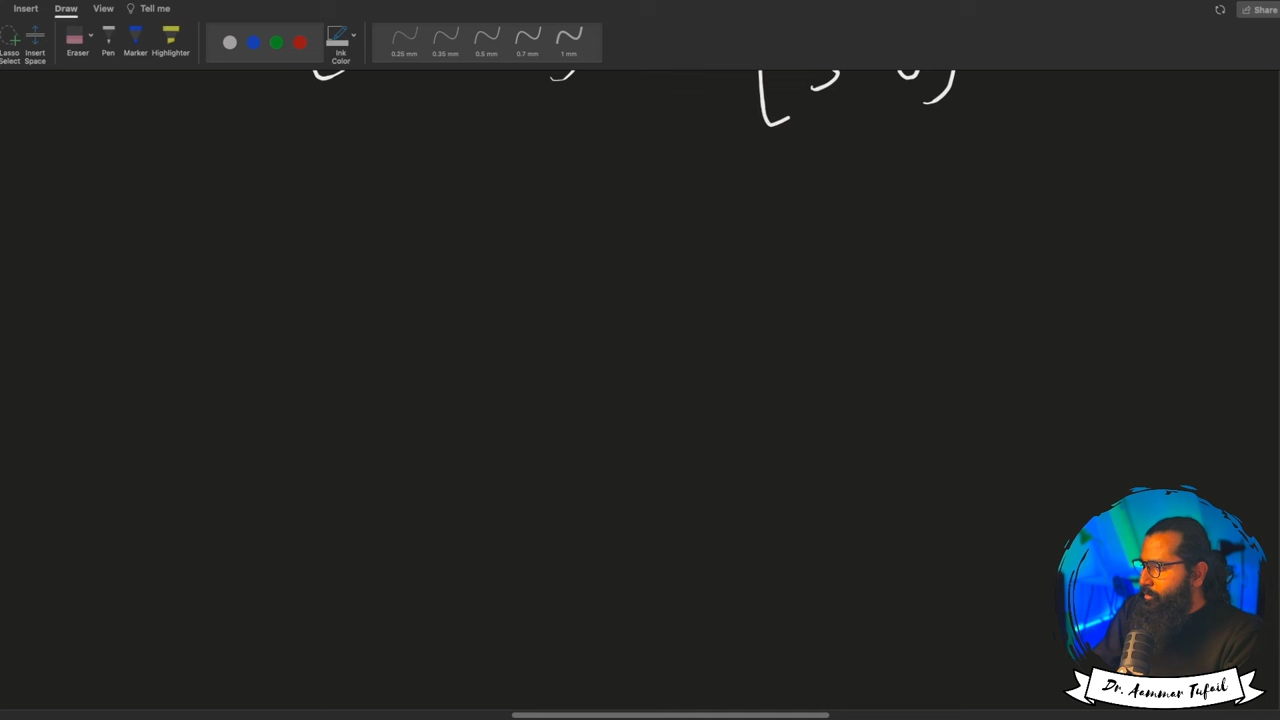 Insert Draw View Tell me Share
Lasso Select Insert Space Eraser Pen Marker Highlighter Ink Color 0.25 mm 0.35 mm 0.5 mm 0.7 mm 1 mm
Dr. Aammar Tufail